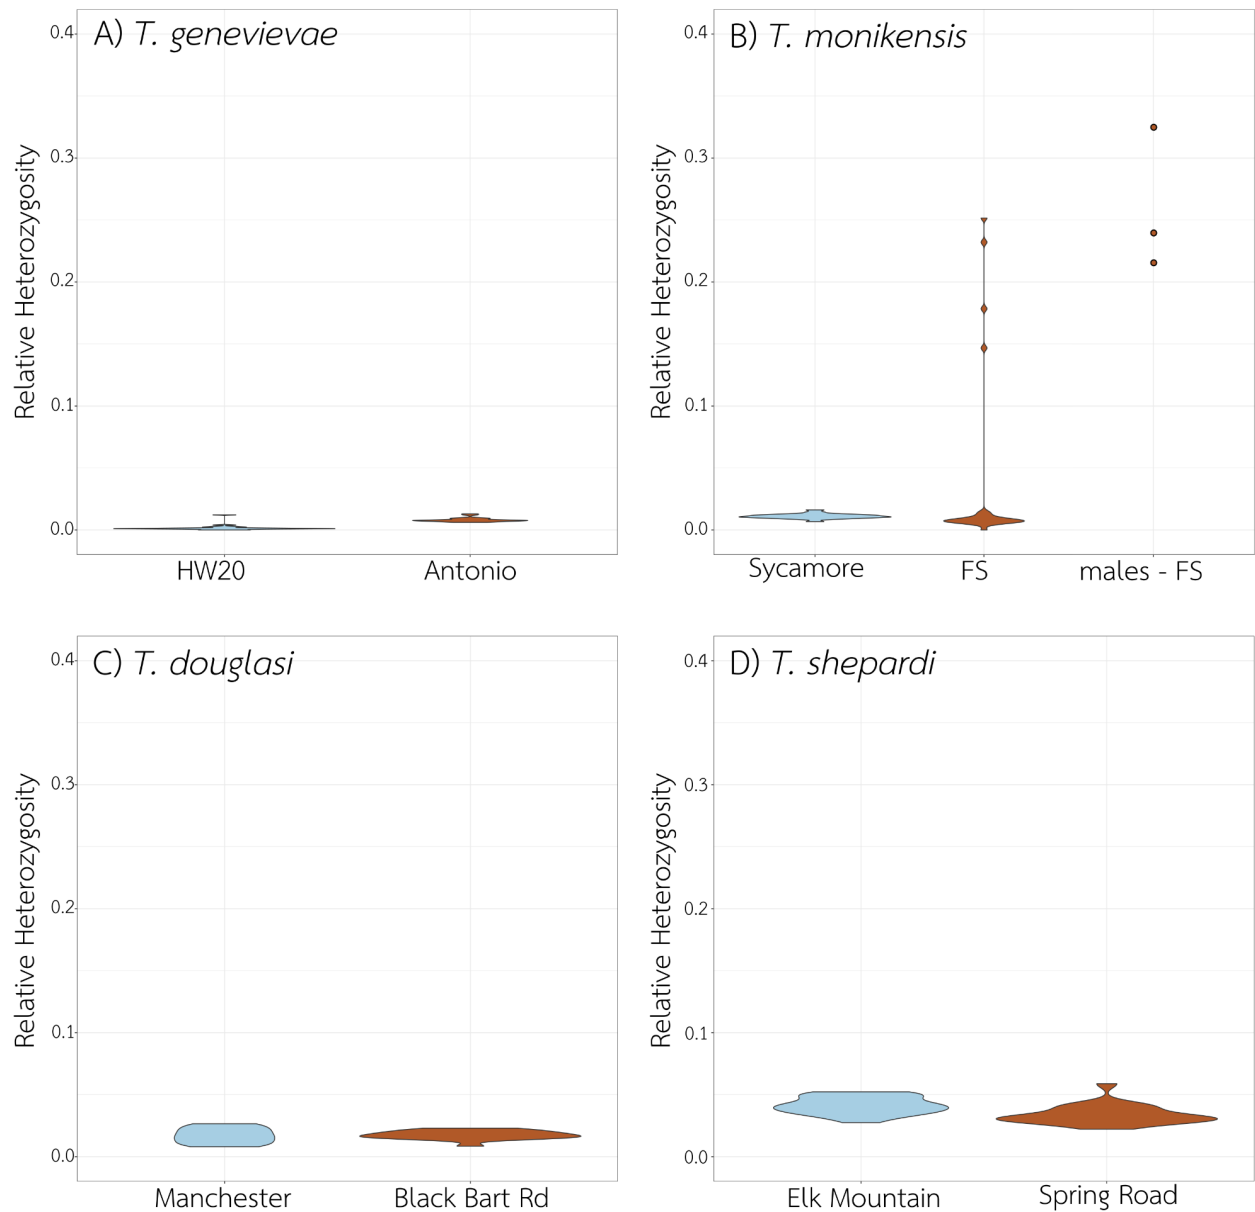 A) T. genevievae
0.4
0.3
0.2
0.1
0.0
Relative Heterozygosity
HW20
Antonio
B) T. monikensis
0.4
0.3
0.2
0.1
0.0
Relative Heterozygosity
Sycamore
FS
males - FS
C) T. douglasi
0.4
0.3
0.2
0.1
0.0
Relative Heterozygosity
Manchester
Black Bart Rd
D) T. shepardi
0.4
0.3
0.2
0.1
0.0
Relative Heterozygosity
Elk Mountain
Spring Road